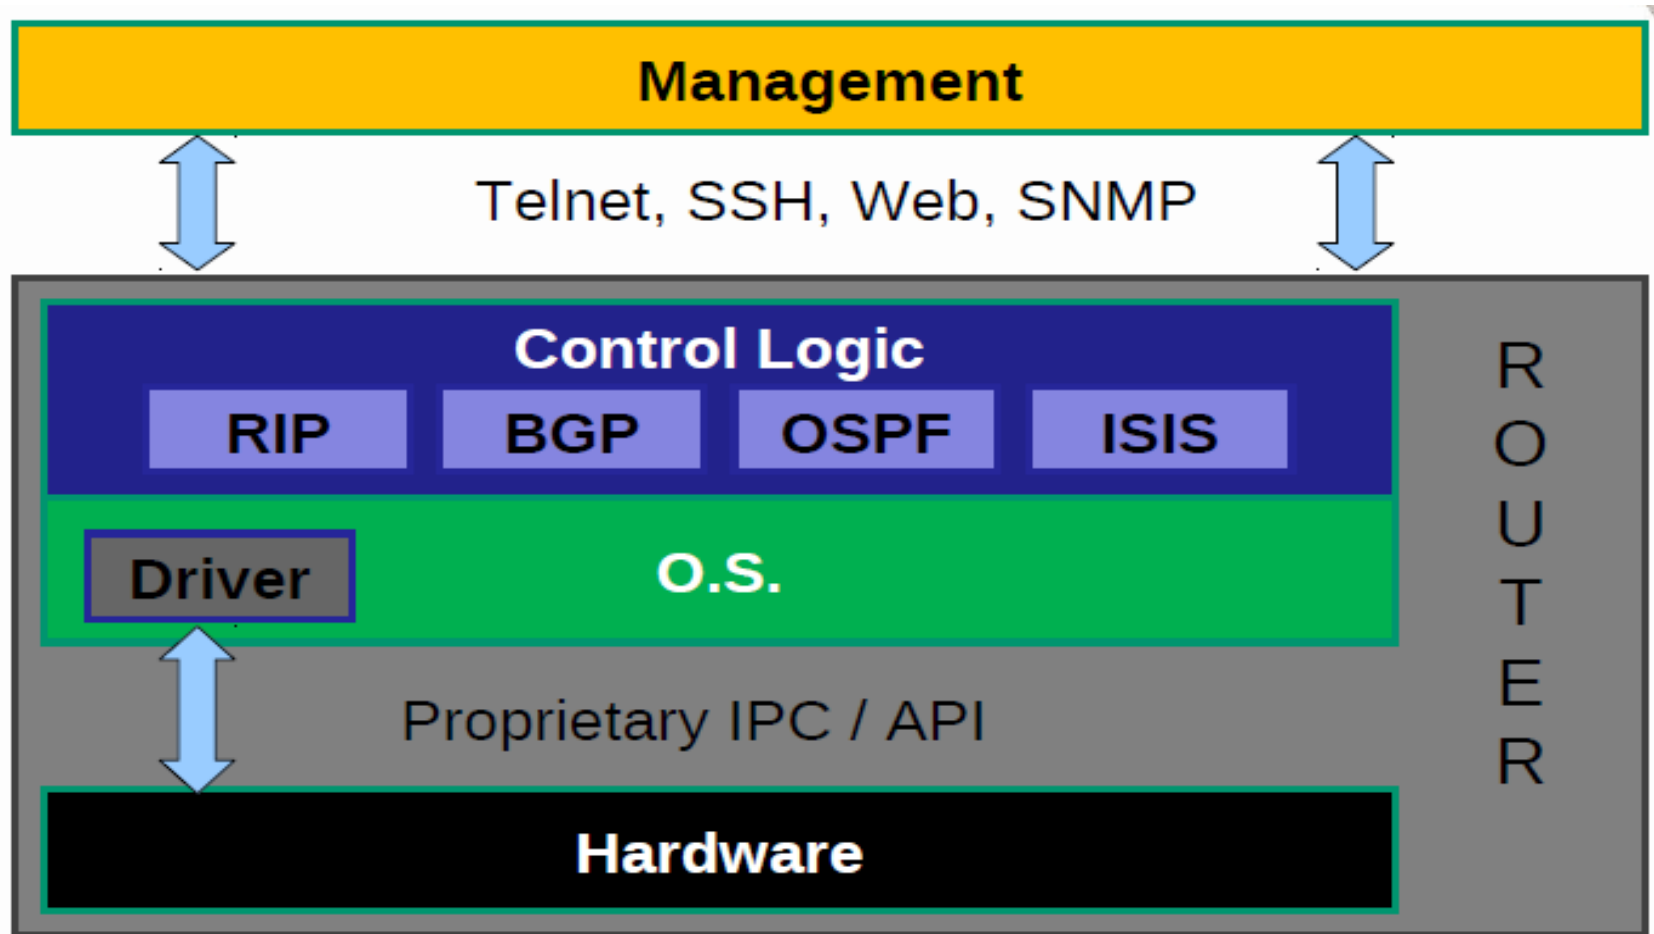 Management
Telnet, SSH, Web, SNMP
Control Logic
RIP BGP OSPF ISIS
Driver O.S.
Proprietary IPC / API
Hardware
R
O
U
T
E
R